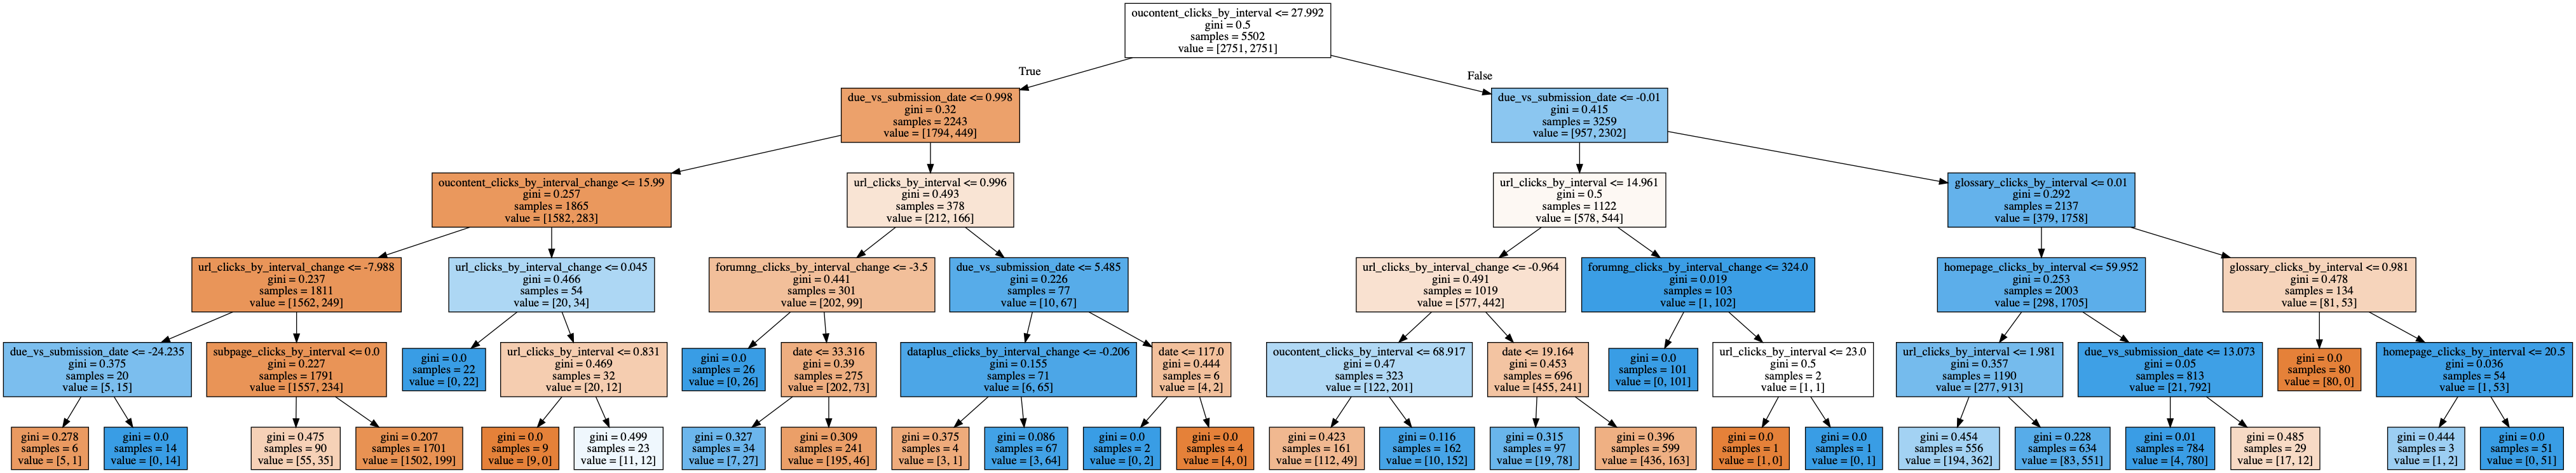 oucontent_clicks_by_interval <= 27.992
gini = 0.5
samples = 5502
value = [2751, 2751]
True
False
due_vs_submission_date <= 0.998
gini = 0.32
samples = 2243
value = [1794, 449]
due_vs_submission_date <= -0.01
gini = 0.415
samples = 3259
value = [957, 2302]
oucontent_clicks_by_interval_change <= 15.99
gini = 0.257
samples = 1865
value = [1582, 283]
url_clicks_by_interval <= 0.996
gini = 0.493
samples = 378
value = [212, 166]
url_clicks_by_interval <= 14.961
gini = 0.5
samples = 1122
value = [578, 544]
glossary_clicks_by_interval <= 0.01
gini = 0.292
samples = 2137
value = [379, 1758]
url_clicks_by_interval_change <= -7.988
gini = 0.237
samples = 1811
value = [1562, 249]
url_clicks_by_interval_change <= 0.045
gini = 0.466
samples = 54
value = [20, 34]
forumng_clicks_by_interval_change <= -3.5
gini = 0.441
samples = 301
value = [202, 99]
due_vs_submission_date <= 5.485
gini = 0.226
samples = 77
value = [10, 67]
url_clicks_by_interval_change <= -0.964
gini = 0.491
samples = 1019
value = [577, 442]
forumng_clicks_by_interval_change <= 324.0
gini = 0.019
samples = 103
value = [1, 102]
homepage_clicks_by_interval <= 59.952
gini = 0.253
samples = 2003
value = [298, 1705]
glossary_clicks_by_interval <= 0.981
gini = 0.478
samples = 134
value = [81, 53]
due_vs_submission_date <= -24.235
gini = 0.375
samples = 20
value = [5, 15]
subpage_clicks_by_interval <= 0.0
gini = 0.227
samples = 1791
value = [1557, 234]
gini = 0.0
samples = 22
value = [0, 22]
url_clicks_by_interval <= 0.831
gini = 0.469
samples = 32
value = [20, 12]
gini = 0.0
samples = 26
value = [0, 26]
date <= 33.316
gini = 0.39
samples = 275
value = [202, 73]
dataplus_clicks_by_interval_change <= -0.206
gini = 0.155
samples = 71
value = [6, 65]
date <= 117.0
gini = 0.444
samples = 6
value = [4, 2]
oucontent_clicks_by_interval <= 68.917
gini = 0.47
samples = 323
value = [122, 201]
date <= 19.164
gini = 0.453
samples = 696
value = [455, 241]
gini = 0.0
samples = 101
value = [0, 101]
url_clicks_by_interval <= 23.0
gini = 0.5
samples = 2
value = [1, 1]
url_clicks_by_interval <= 1.981
gini = 0.357
samples = 1190
value = [277, 913]
due_vs_submission_date <= 13.073
gini = 0.05
samples = 813
value = [21, 792]
gini = 0.0
samples = 80
value = [80, 0]
homepage_clicks_by_interval <= 20.5
gini = 0.036
samples = 54
value = [1, 53]
gini = 0.278
samples = 6
value = [5, 1]
gini = 0.0
samples = 14
value = [0, 14]
gini = 0.475
samples = 90
value = [55, 35]
gini = 0.207
samples = 1701
value = [1502, 199]
gini = 0.0
samples = 9
value = [9, 0]
gini = 0.499
samples = 23
value = [11, 12]
gini = 0.327
samples = 34
value = [7, 27]
gini = 0.309
samples = 241
value = [195, 46]
gini = 0.375
samples = 4
value = [3, 1]
gini = 0.086
samples = 67
value = [3, 64]
gini = 0.0
samples = 2
value = [0, 2]
gini = 0.0
samples = 4
value = [4, 0]
gini = 0.423
samples = 161
value = [112, 49]
gini = 0.116
samples = 162
value = [10, 152]
gini = 0.315
samples = 97
value = [19, 78]
gini = 0.396
samples = 599
value = [436, 163]
gini = 0.0
samples = 1
value = [1, 0]
gini = 0.0
samples = 1
value = [0, 1]
gini = 0.454
samples = 556
value = [194, 362]
gini = 0.228
samples = 634
value = [83, 551]
gini = 0.01
samples = 784
value = [4, 780]
gini = 0.485
samples = 29
value = [17, 12]
gini = 0.444
samples = 3
value = [1, 2]
gini = 0.0
samples = 51
value = [0, 51]